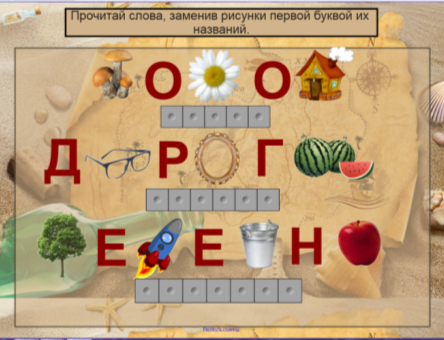 Прочитай слова, заменив рисунки первой буквой их
названий.
О О
Д Р Г
Е Е Н